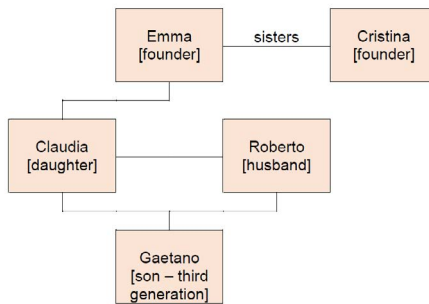 Emma
[founder]
sisters
Cristina
[founder]
Claudia
[daughter]
Roberto
[husband]
Gaetano
[son – third
generation]